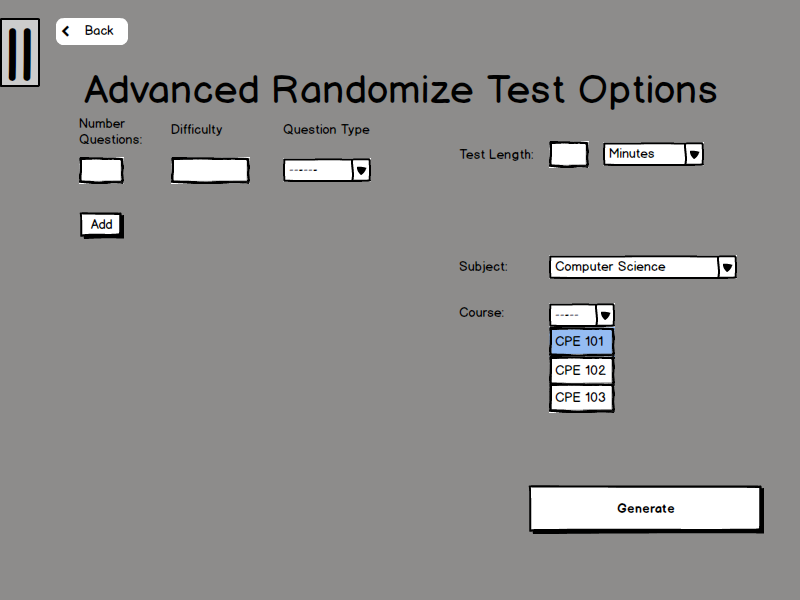 Back
Advanced Randomize Test Options
Number
Questions:
Difficulty
Question Type
------
Add
Test Length:
Minutes
Subject:
Computer Science
Course:
-----
CPE 101
CPE 102
CPE 103
Generate